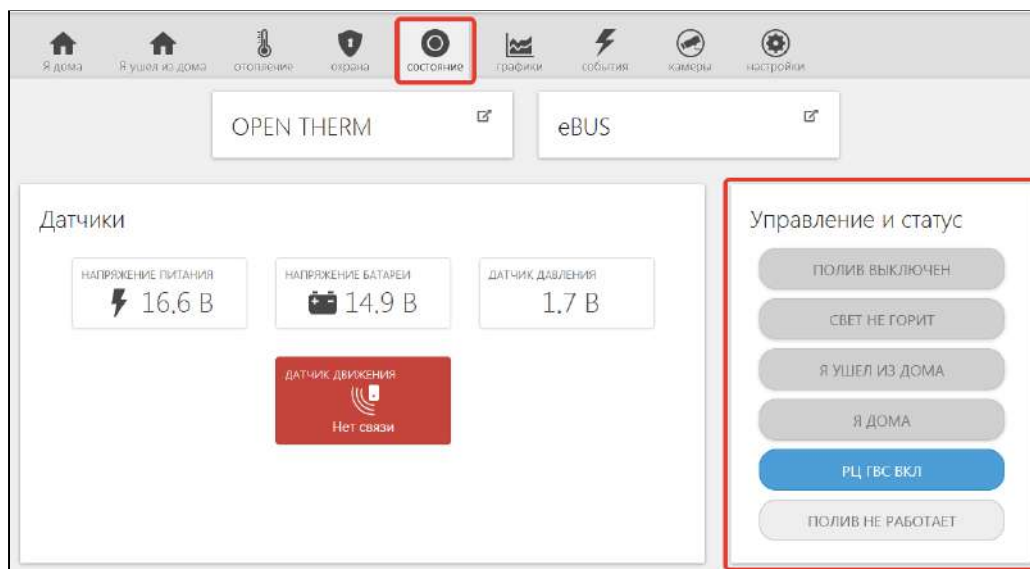 Я дома
Я ушел из дома
отопление
охрана
состояние
графики
события
камеры
настройки
OPEN THERM
eBUS
Датчики
НАПРЯЖЕНИЕ ПИТАНИЯ
16,6 В
НАПРЯЖЕНИЕ БАТАРЕИ
14,9 В
ДАТЧИК ДАВЛЕНИЯ
1,7 В
ДАТЧИК ДВИЖЕНИЯ
Нет связи
Управление и статус
ПОЛИВ ВЫКЛЮЧЕН
СВЕТ НЕ ГОРИТ
Я УШЕЛ ИЗ ДОМА
Я ДОМА
РЦ ГВС ВКЛ
ПОЛИВ НЕ РАБОТАЕТ